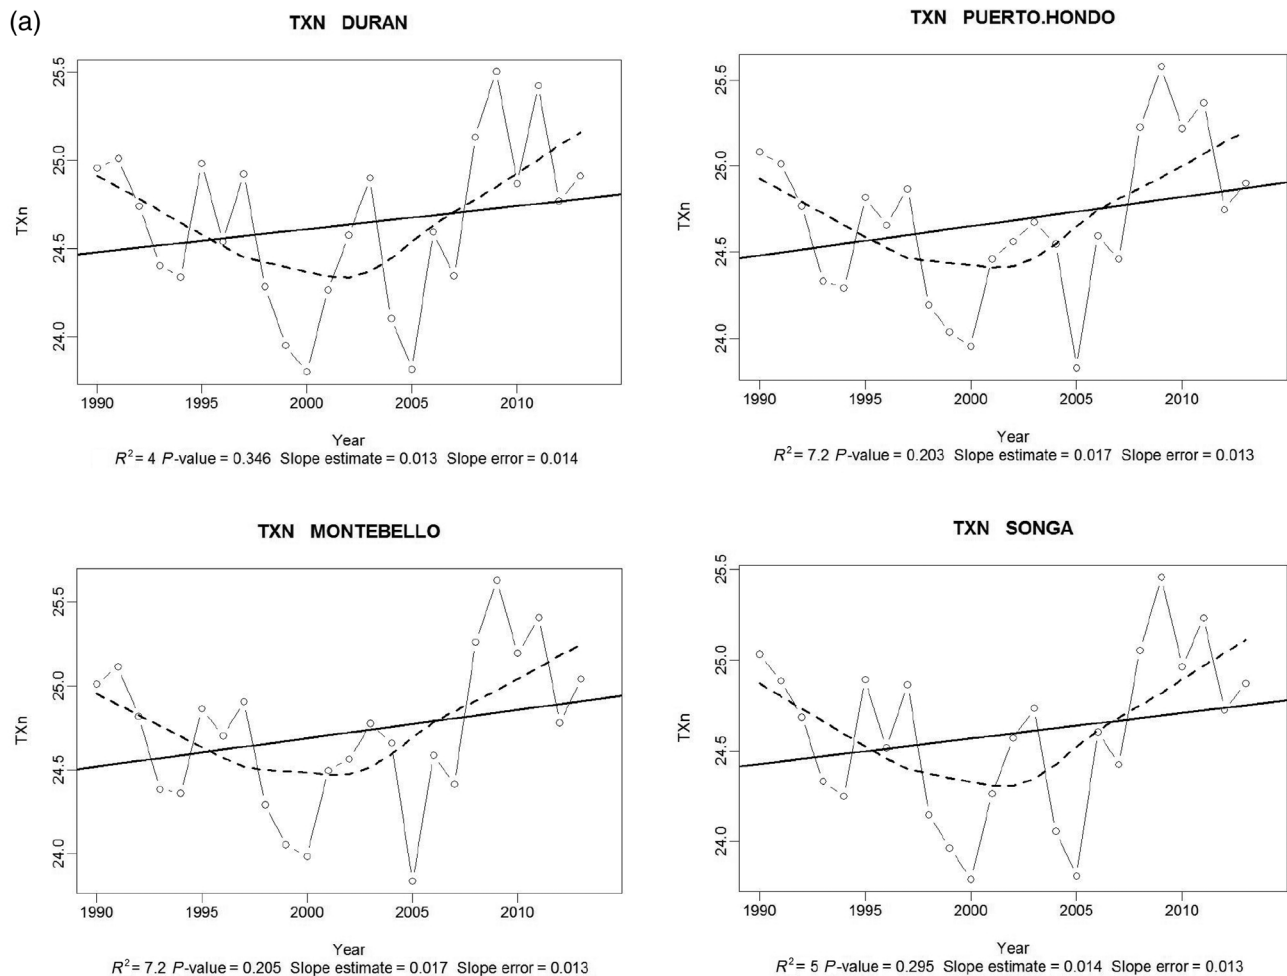 (a)
TXN DURAN
TXn
25.5
25.0
24.5
24.0
1990 1995 2000 2005 2010
Year
R² = 4 P-value = 0.346 Slope estimate = 0.013 Slope error = 0.014
TXN PUERTO.HONDO
TXn
25.5
25.0
24.5
24.0
1990 1995 2000 2005 2010
Year
R² = 7.2 P-value = 0.203 Slope estimate = 0.017 Slope error = 0.013
TXN MONTEBELLO
TXn
25.5
25.0
24.5
24.0
1990 1995 2000 2005 2010
Year
R² = 7.2 P-value = 0.205 Slope estimate = 0.017 Slope error = 0.013
TXN SONGA
TXn
25.5
25.0
24.5
24.0
1990 1995 2000 2005 2010
Year
R² = 5 P-value = 0.295 Slope estimate = 0.014 Slope error = 0.013